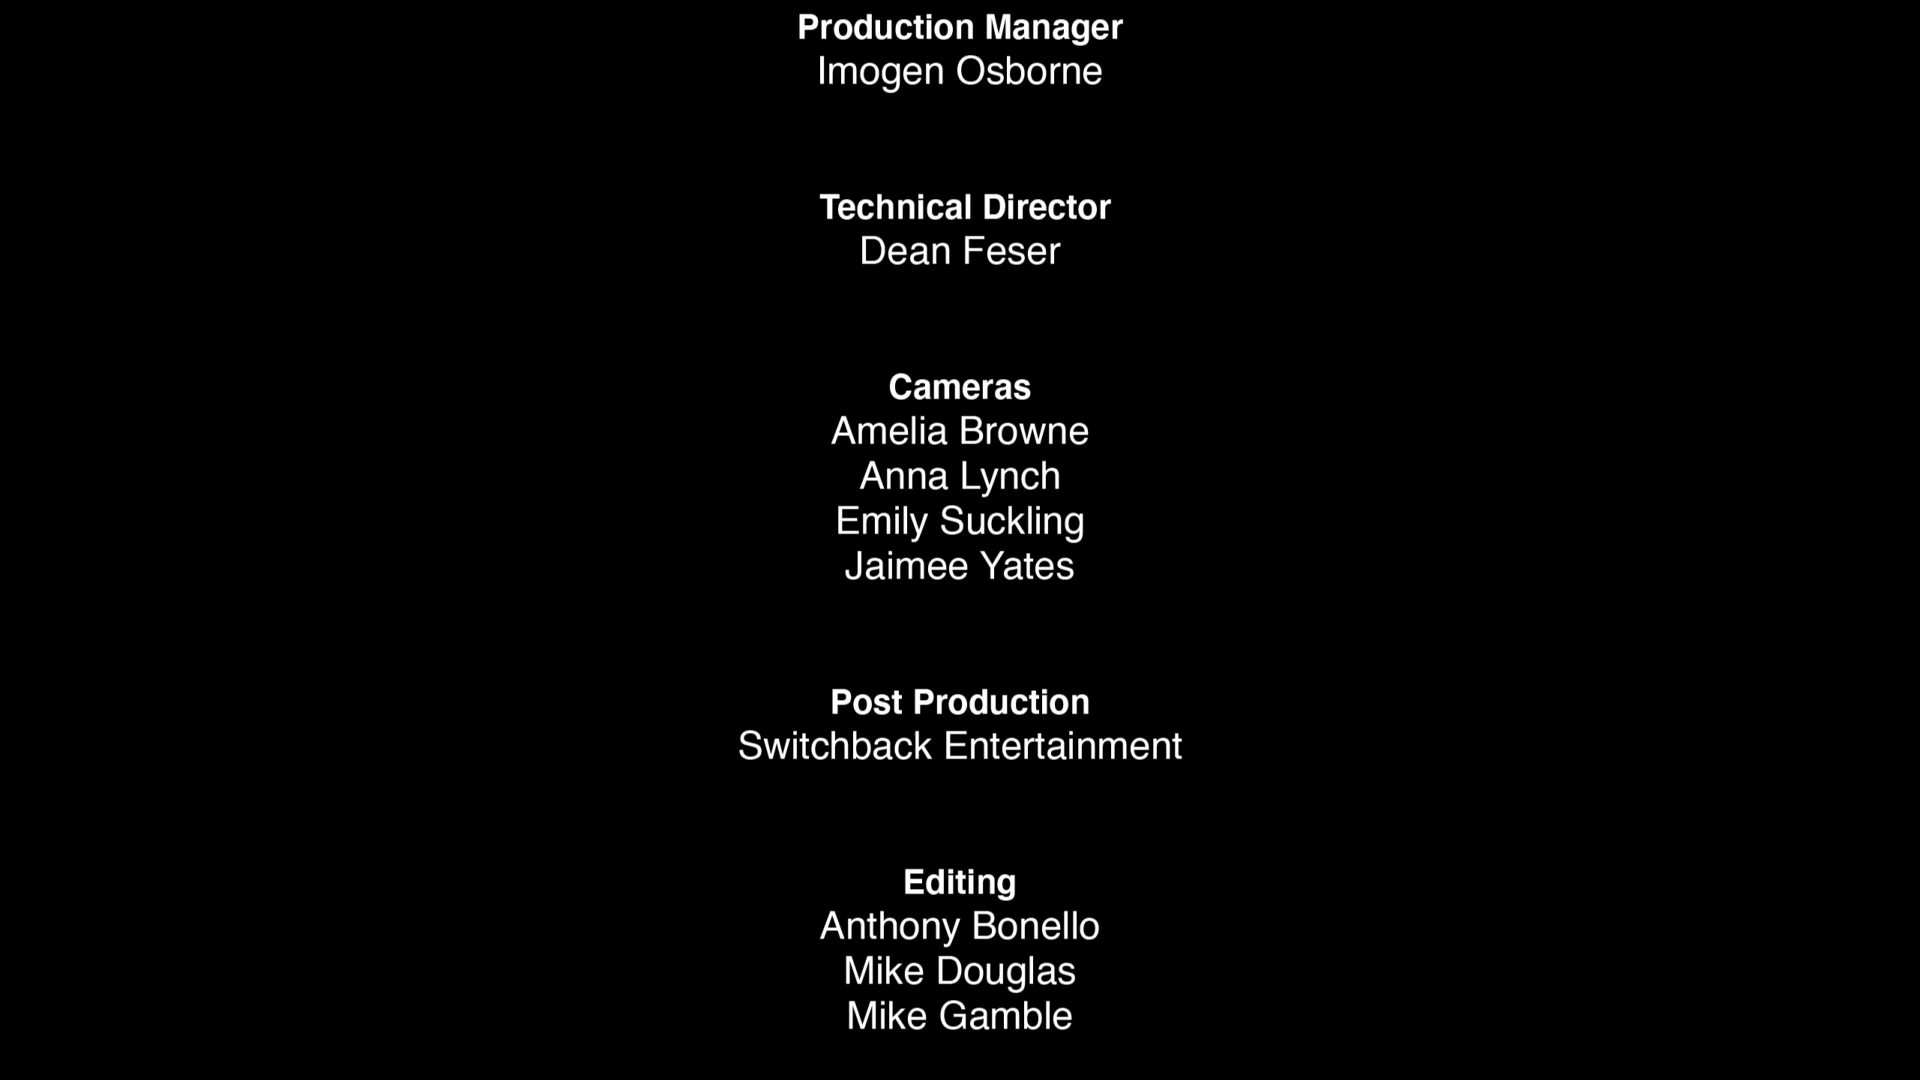 Production Manager
Imogen Osborne
Technical Director
Dean Feser
Cameras
Amelia Browne
Anna Lynch
Emily Suckling
Jaimee Yates
Post Production
Switchback Entertainment
Editing
Anthony Bonello
Mike Douglas
Mike Gamble